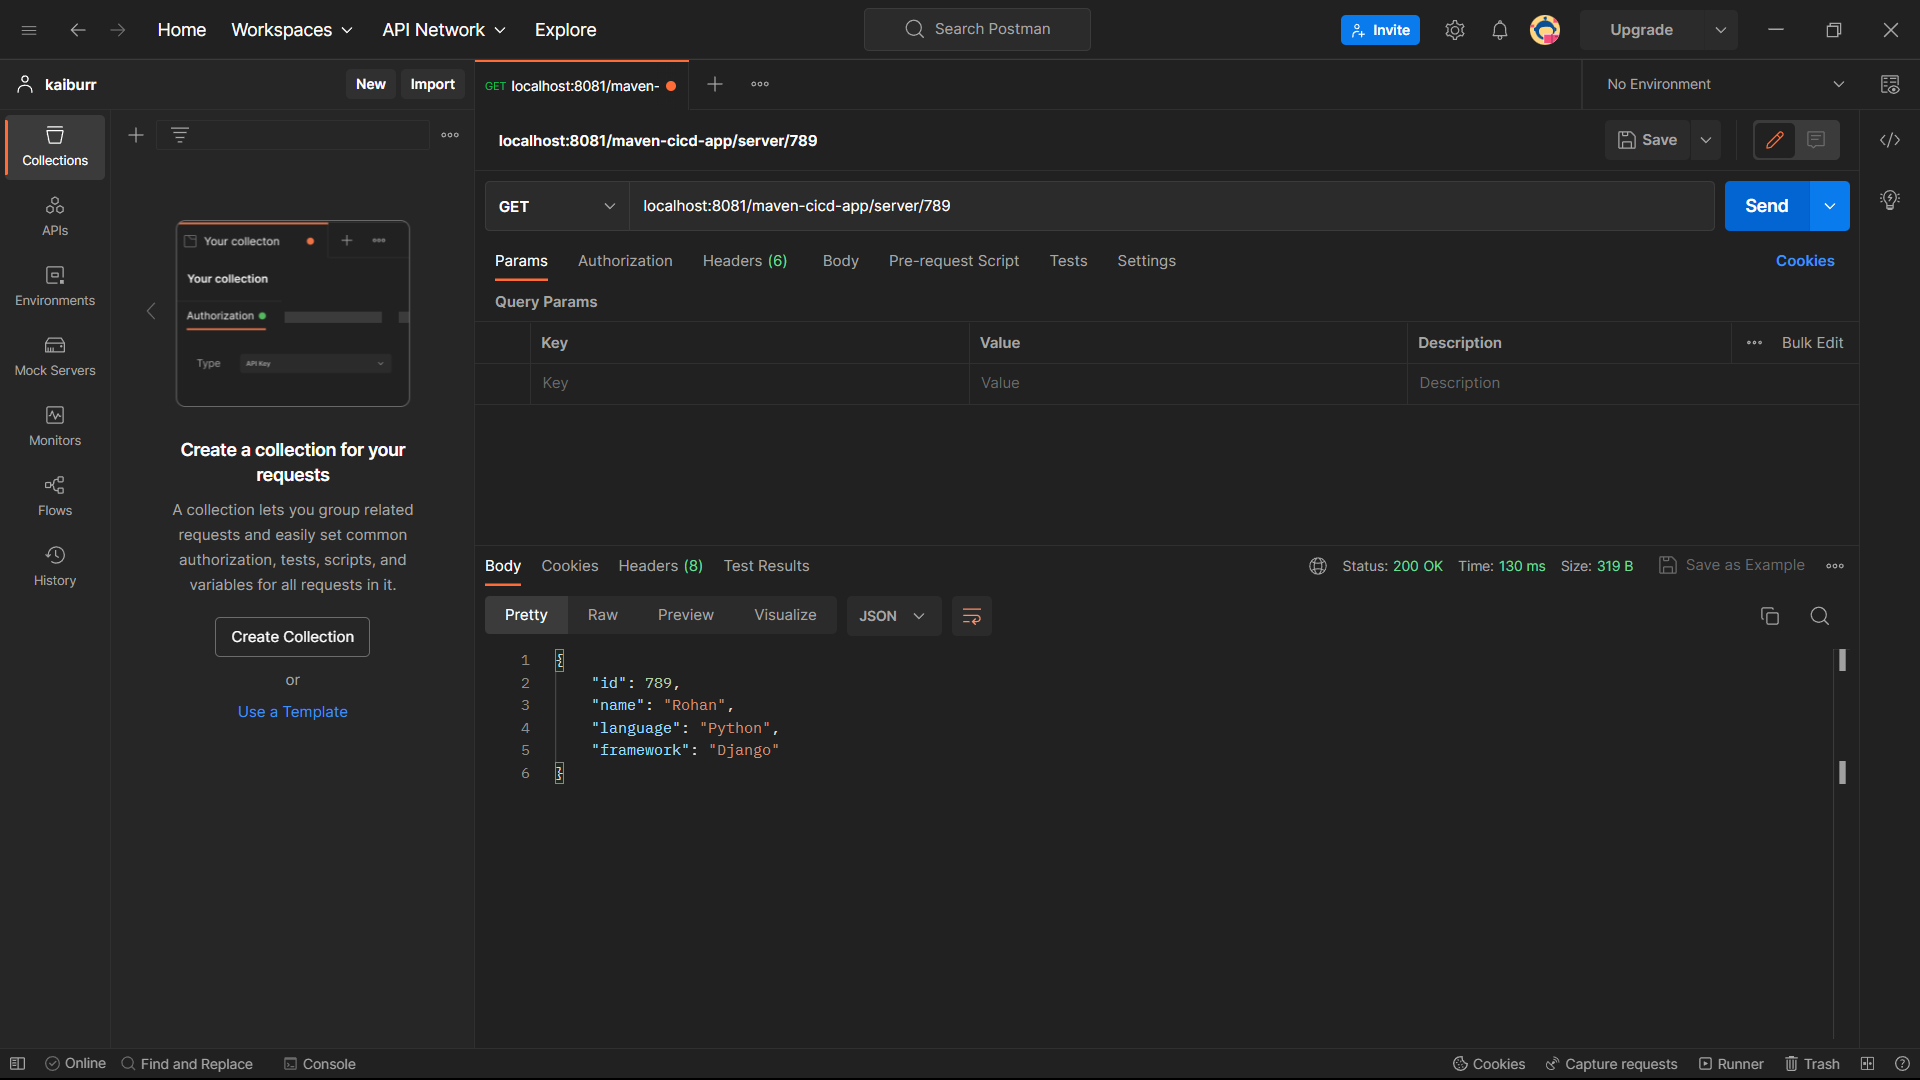 Home Workspaces API Network Explore Search Postman Invite Upgrade
kaiburr New Import GET localhost:8081/maven- No Environment
localhost:8081/maven-cicd-app/server/789 Save
Collections
APIs
Environments
Mock Servers
Monitors
Flows
History
Your collecton
Your collection
Authorization
Type API Key
Create a collection for your
requests
A collection lets you group related
requests and easily set common
authorization, tests, scripts, and
variables for all requests in it.
Create Collection
or
Use a Template
GET localhost:8081/maven-cicd-app/server/789 Send
Params Authorization Headers (6) Body Pre-request Script Tests Settings Cookies
Query Params
Key Value Description Bulk Edit
Key Value Description
Body Cookies Headers (8) Test Results Status: 200 OK Time: 130 ms Size: 319 B Save as Example
Pretty Raw Preview Visualize JSON
1 {
2 "id": 789,
3 "name": "Rohan",
4 "language": "Python",
5 "framework": "Django"
6 }
Online Find and Replace Console Cookies Capture requests Runner Trash